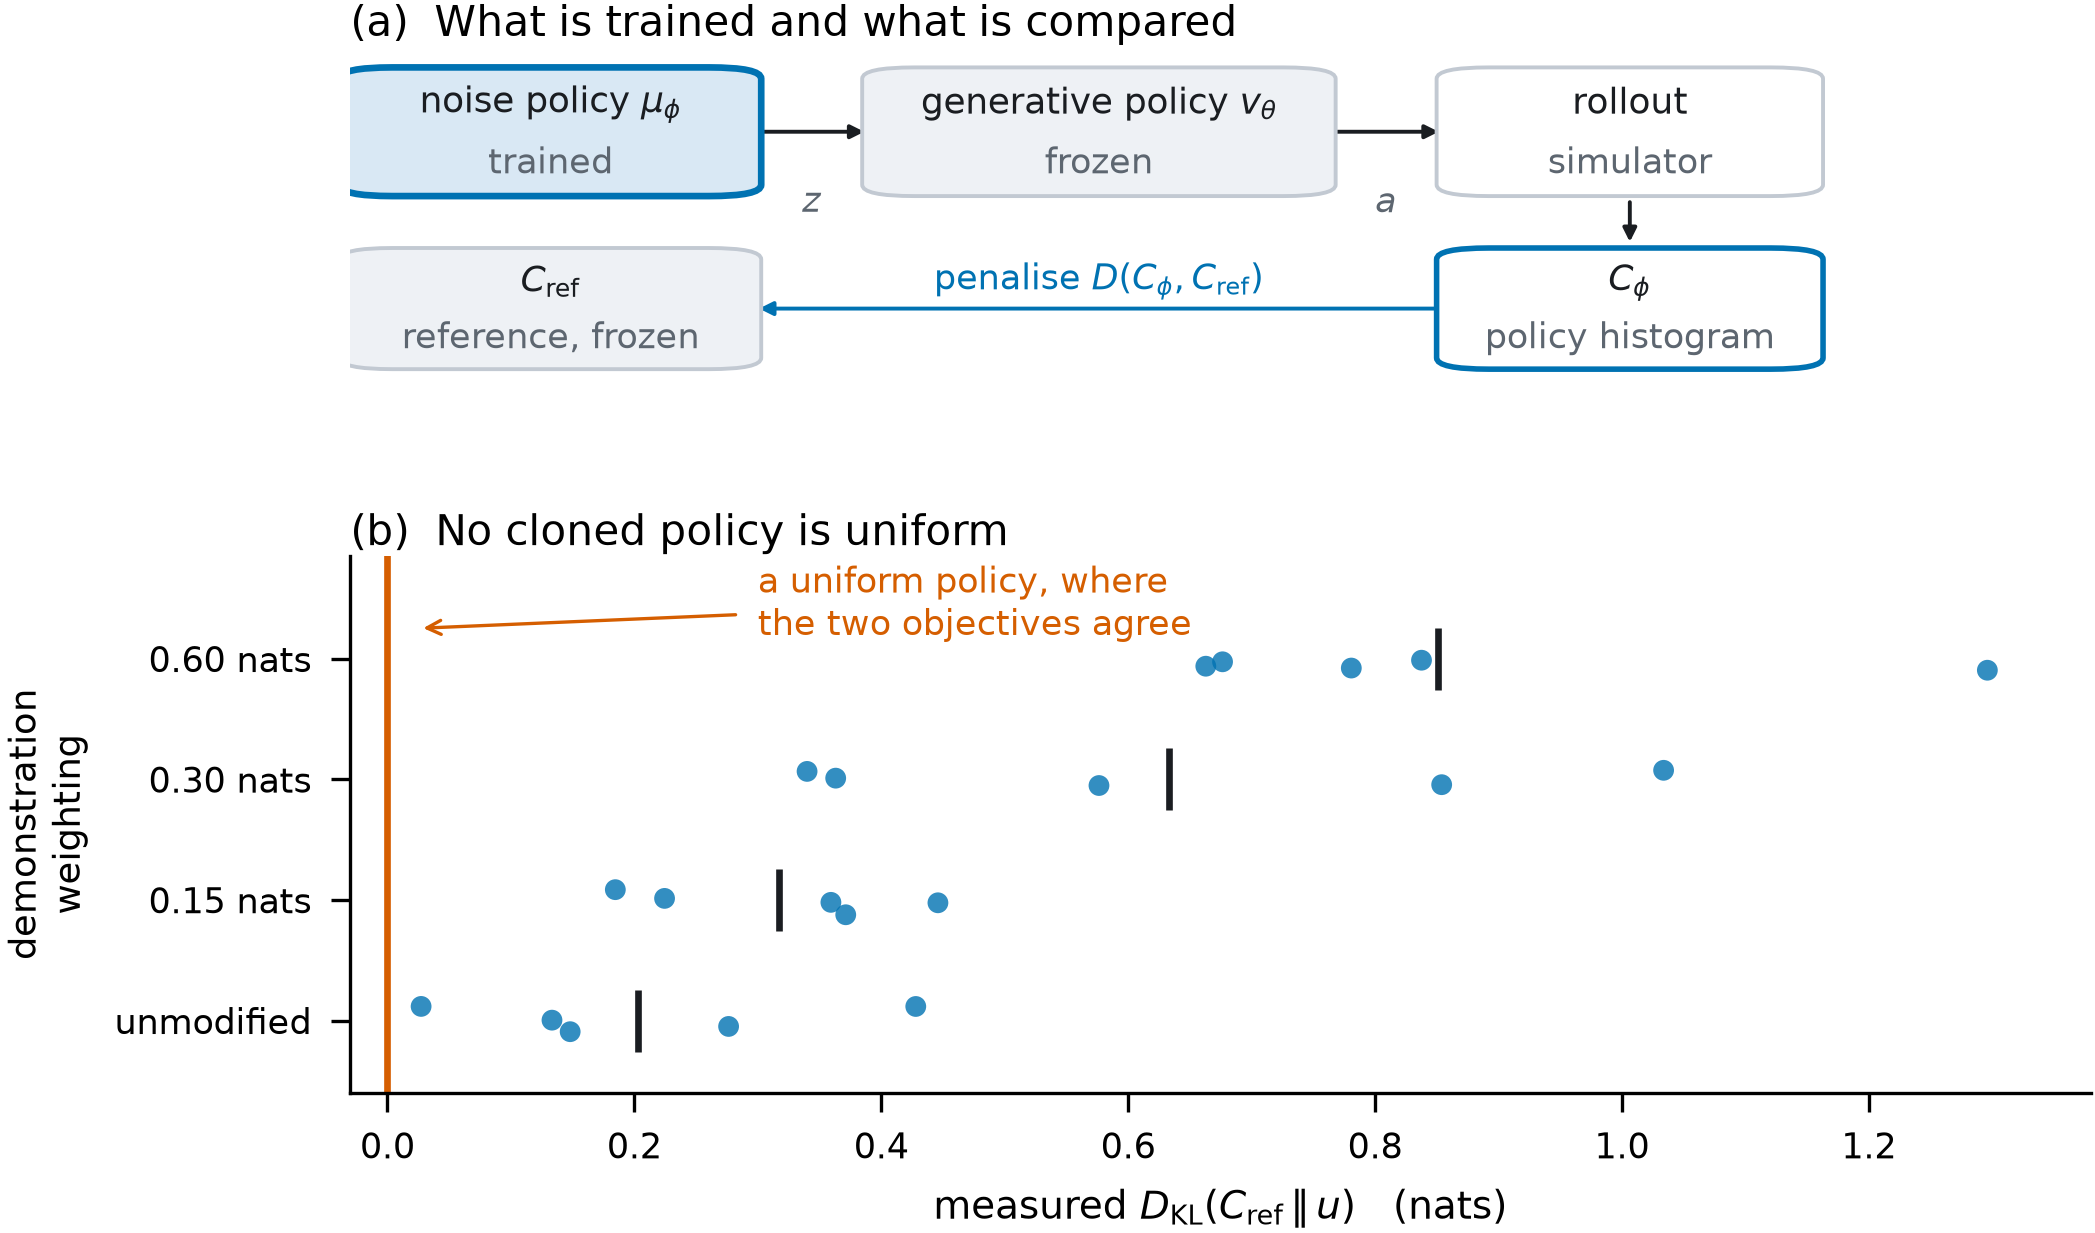 (a) What is trained and what is compared
noise policy μϕ
trained
generative policy vθ
frozen
rollout
simulator
z
a
Cref
reference, frozen
penalise D(Cϕ, Cref)
Cϕ
policy histogram
(b) No cloned policy is uniform
a uniform policy, where
the two objectives agree
demonstration
weighting
0.60 nats
0.30 nats
0.15 nats
unmodified
0.0 0.2 0.4 0.6 0.8 1.0 1.2
measured DKL(Cref ∥ u) (nats)